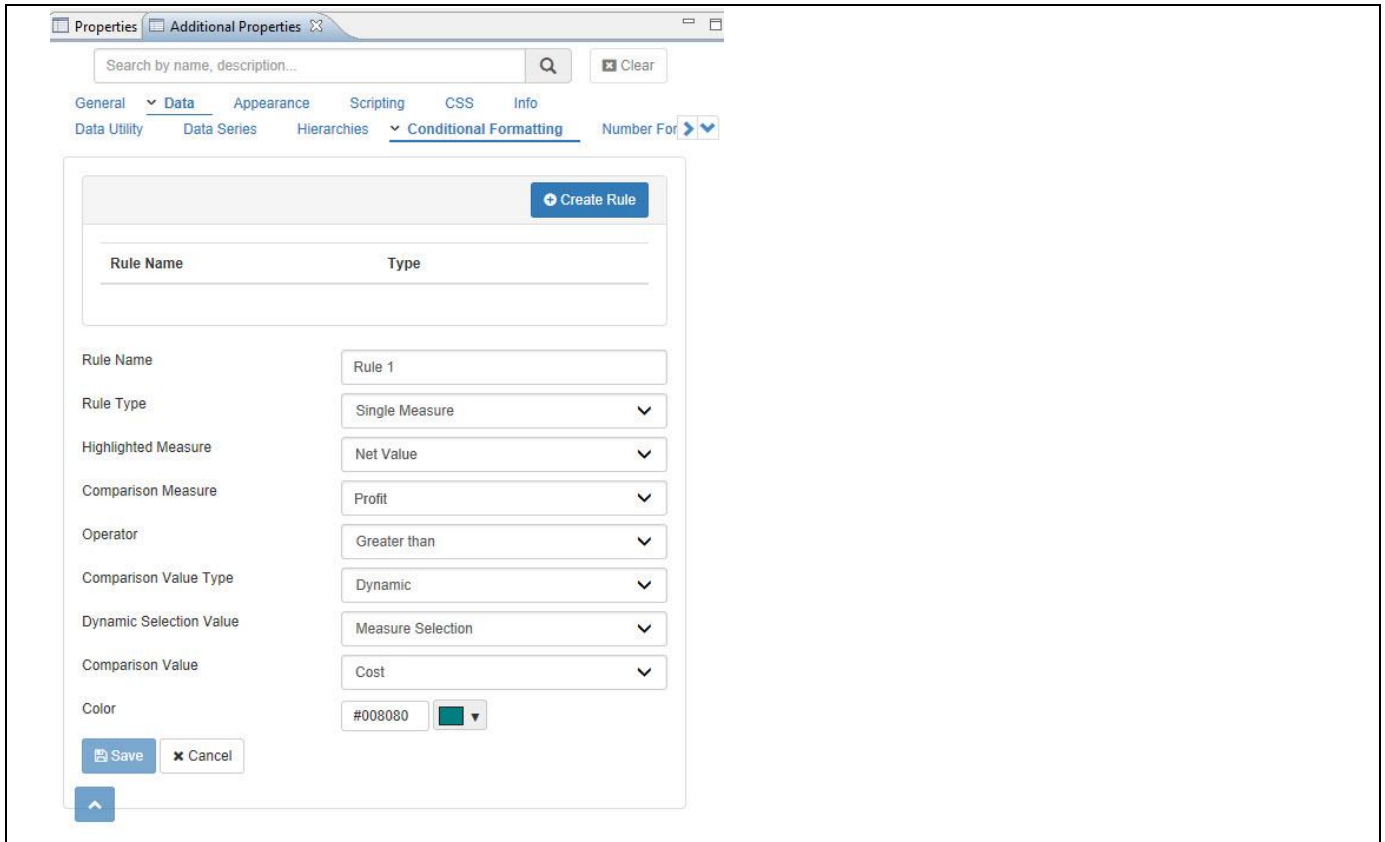 Properties Additional Properties
Search by name, description... Clear
General Data Appearance Scripting CSS Info
Data Utility Data Series Hierarchies Conditional Formatting Number For
Create Rule
Rule Name Type
Rule Name Rule 1
Rule Type Single Measure
Highlighted Measure Net Value
Comparison Measure Profit
Operator Greater than
Comparison Value Type Dynamic
Dynamic Selection Value Measure Selection
Comparison Value Cost
Color #008080
Save Cancel